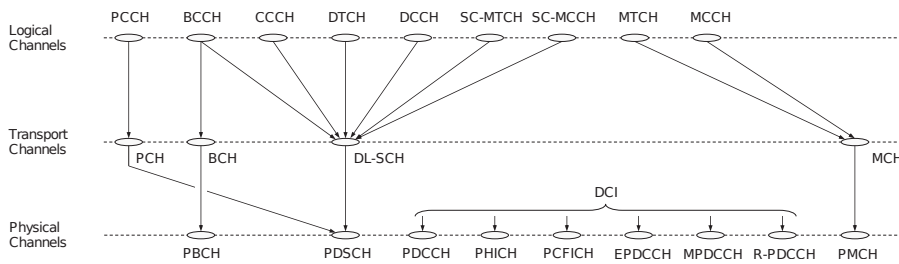 PCCH BCCH CCCH DTCH DCCH SC-MTCH SC-MCCH MTCH MCCH
Logical
Channels
Transport
Channels
PCH BCH DL-SCH MCH
DCI
Physical
Channels
PBCH PDSCH PDCCH PHICH PCFICH EPDCCH MPDCCH R-PDCCH PMCH